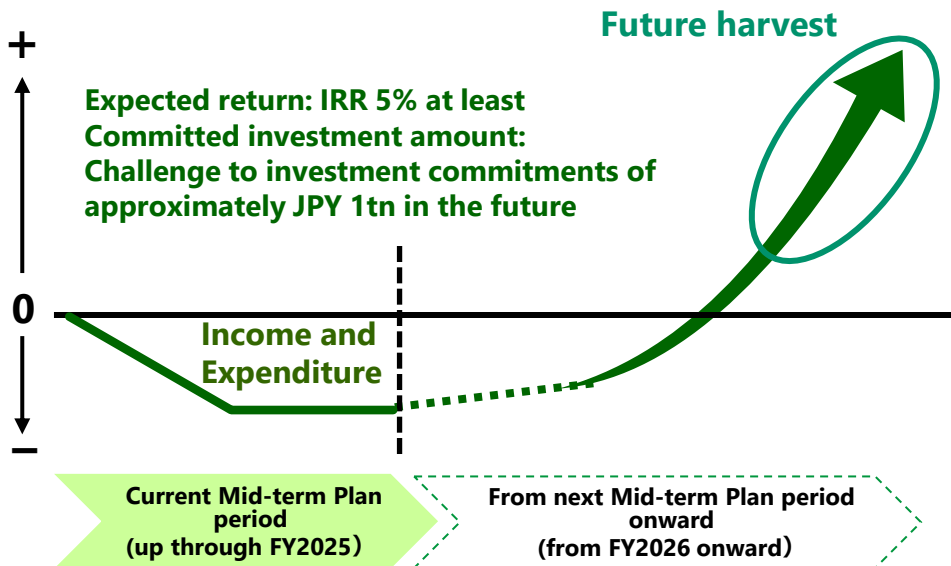 Future harvest
+
Expected return: IRR 5% at least
Committed investment amount:
Challenge to investment commitments of
approximately JPY 1tn in the future
0
Income and
Expenditure
−
Current Mid-term Plan
period
(up through FY2025）
From next Mid-term Plan period
onward
(from FY2026 onward）